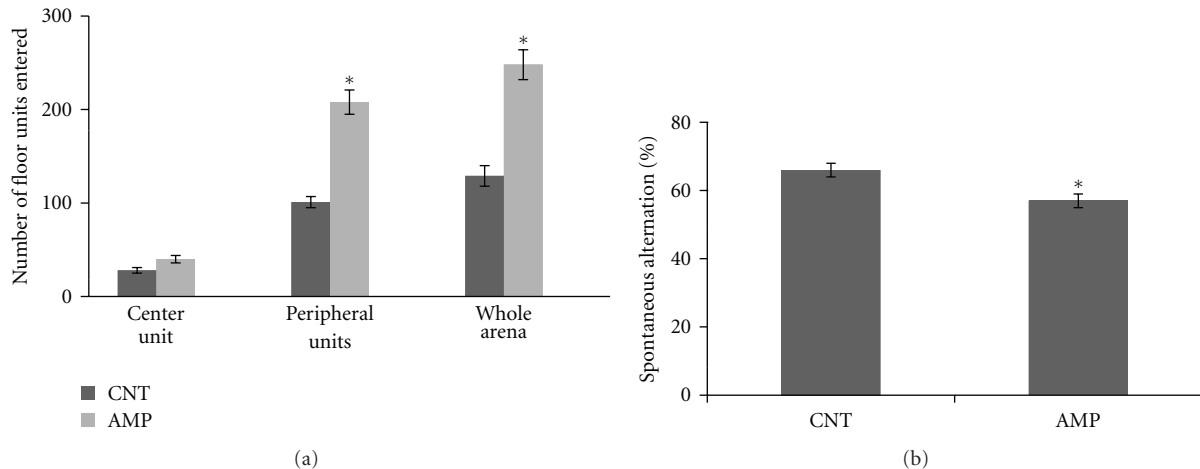 300
200
100
0
Number of floor units entered
*
*
Center
unit
Peripheral
units
Whole
arena
CNT
AMP
(a)
80
60
40
20
0
Spontaneous alternation (%)
*
CNT
AMP
(b)